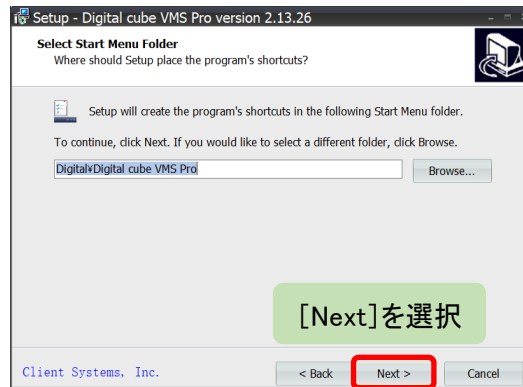 Setup - Digital cube VMS Pro version 2.13.26
Select Start Menu Folder
Where should Setup place the program's shortcuts?
Setup will create the program's shortcuts in the following Start Menu folder.
To continue, click Next. If you would like to select a different folder, click Browse.
Digital¥Digital cube VMS Pro
Browse...
[Next]を選択
Client Systems, Inc.
< Back
Next >
Cancel